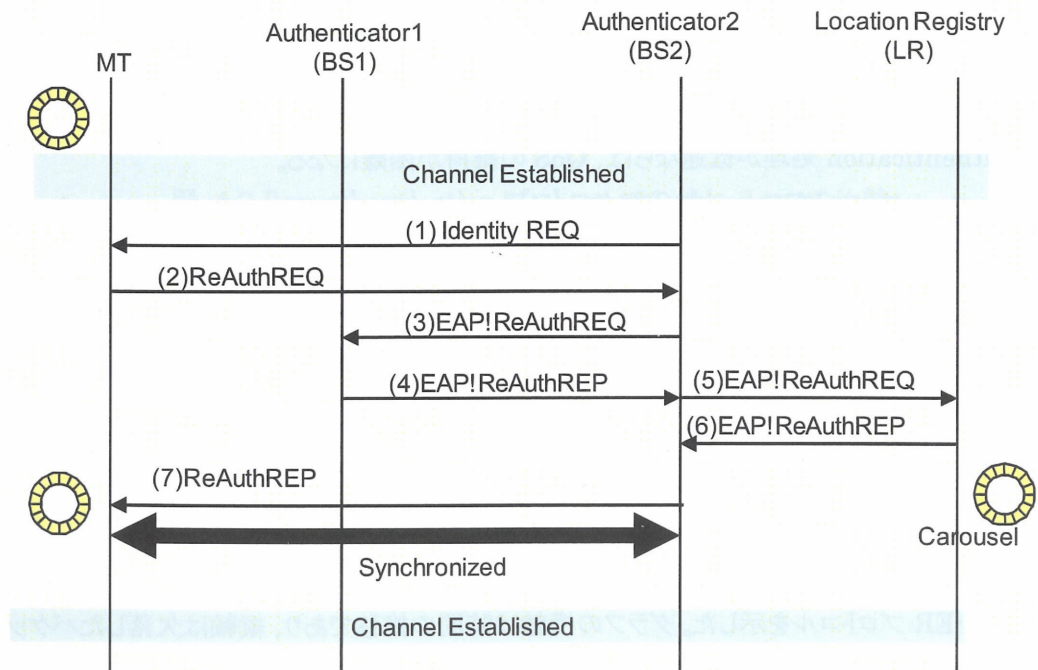 MT
Authenticator1
(BS1)
Authenticator2
(BS2)
Location Registry
(LR)
Channel Established
(1) Identity REQ
(2)ReAuthREQ
(3)EAP!ReAuthREQ
(4)EAP!ReAuthREP
(5)EAP!ReAuthREQ
(6)EAP!ReAuthREP
(7)ReAuthREP
Carousel
Synchronized
Channel Established